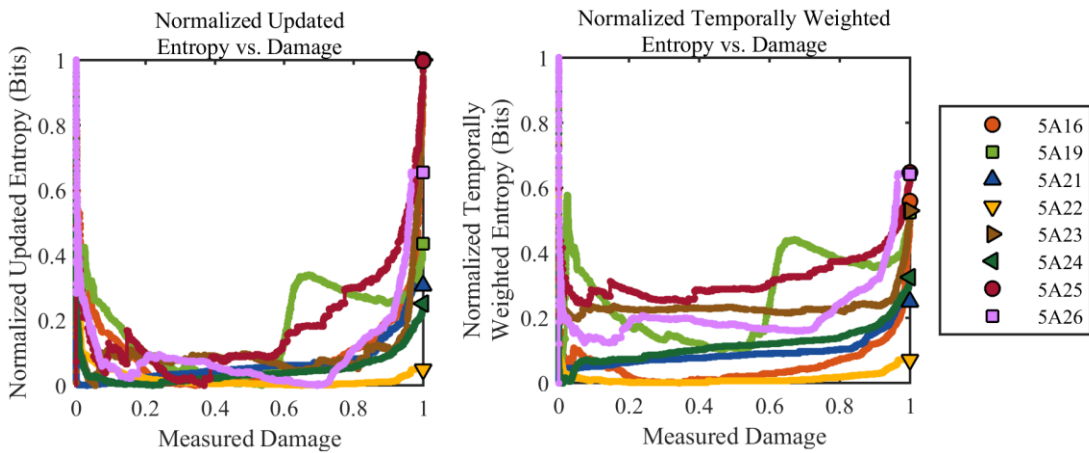 Normalized Updated
Entropy vs. Damage
Normalized Updated Entropy (Bits)
1
0.8
0.6
0.4
0.2
0
0 0.2 0.4 0.6 0.8 1
Measured Damage
Normalized Temporally Weighted
Entropy vs. Damage
Normalized Temporally
Weighted Entropy (Bits)
1
0.8
0.6
0.4
0.2
0
0 0.2 0.4 0.6 0.8 1
Measured Damage
5A16
5A19
5A21
5A22
5A23
5A24
5A25
5A26